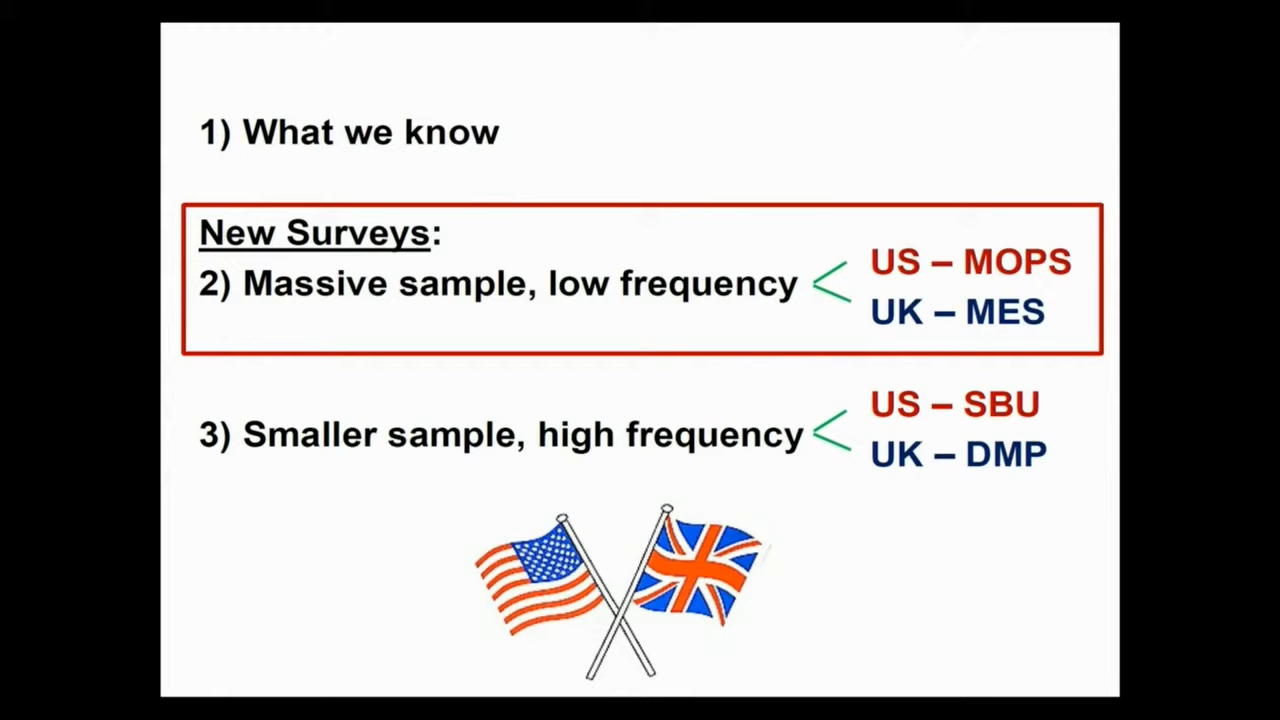 1) What we know
New Surveys:
2) Massive sample, low frequency
US – MOPS
UK – MES
3) Smaller sample, high frequency
US – SBU
UK – DMP